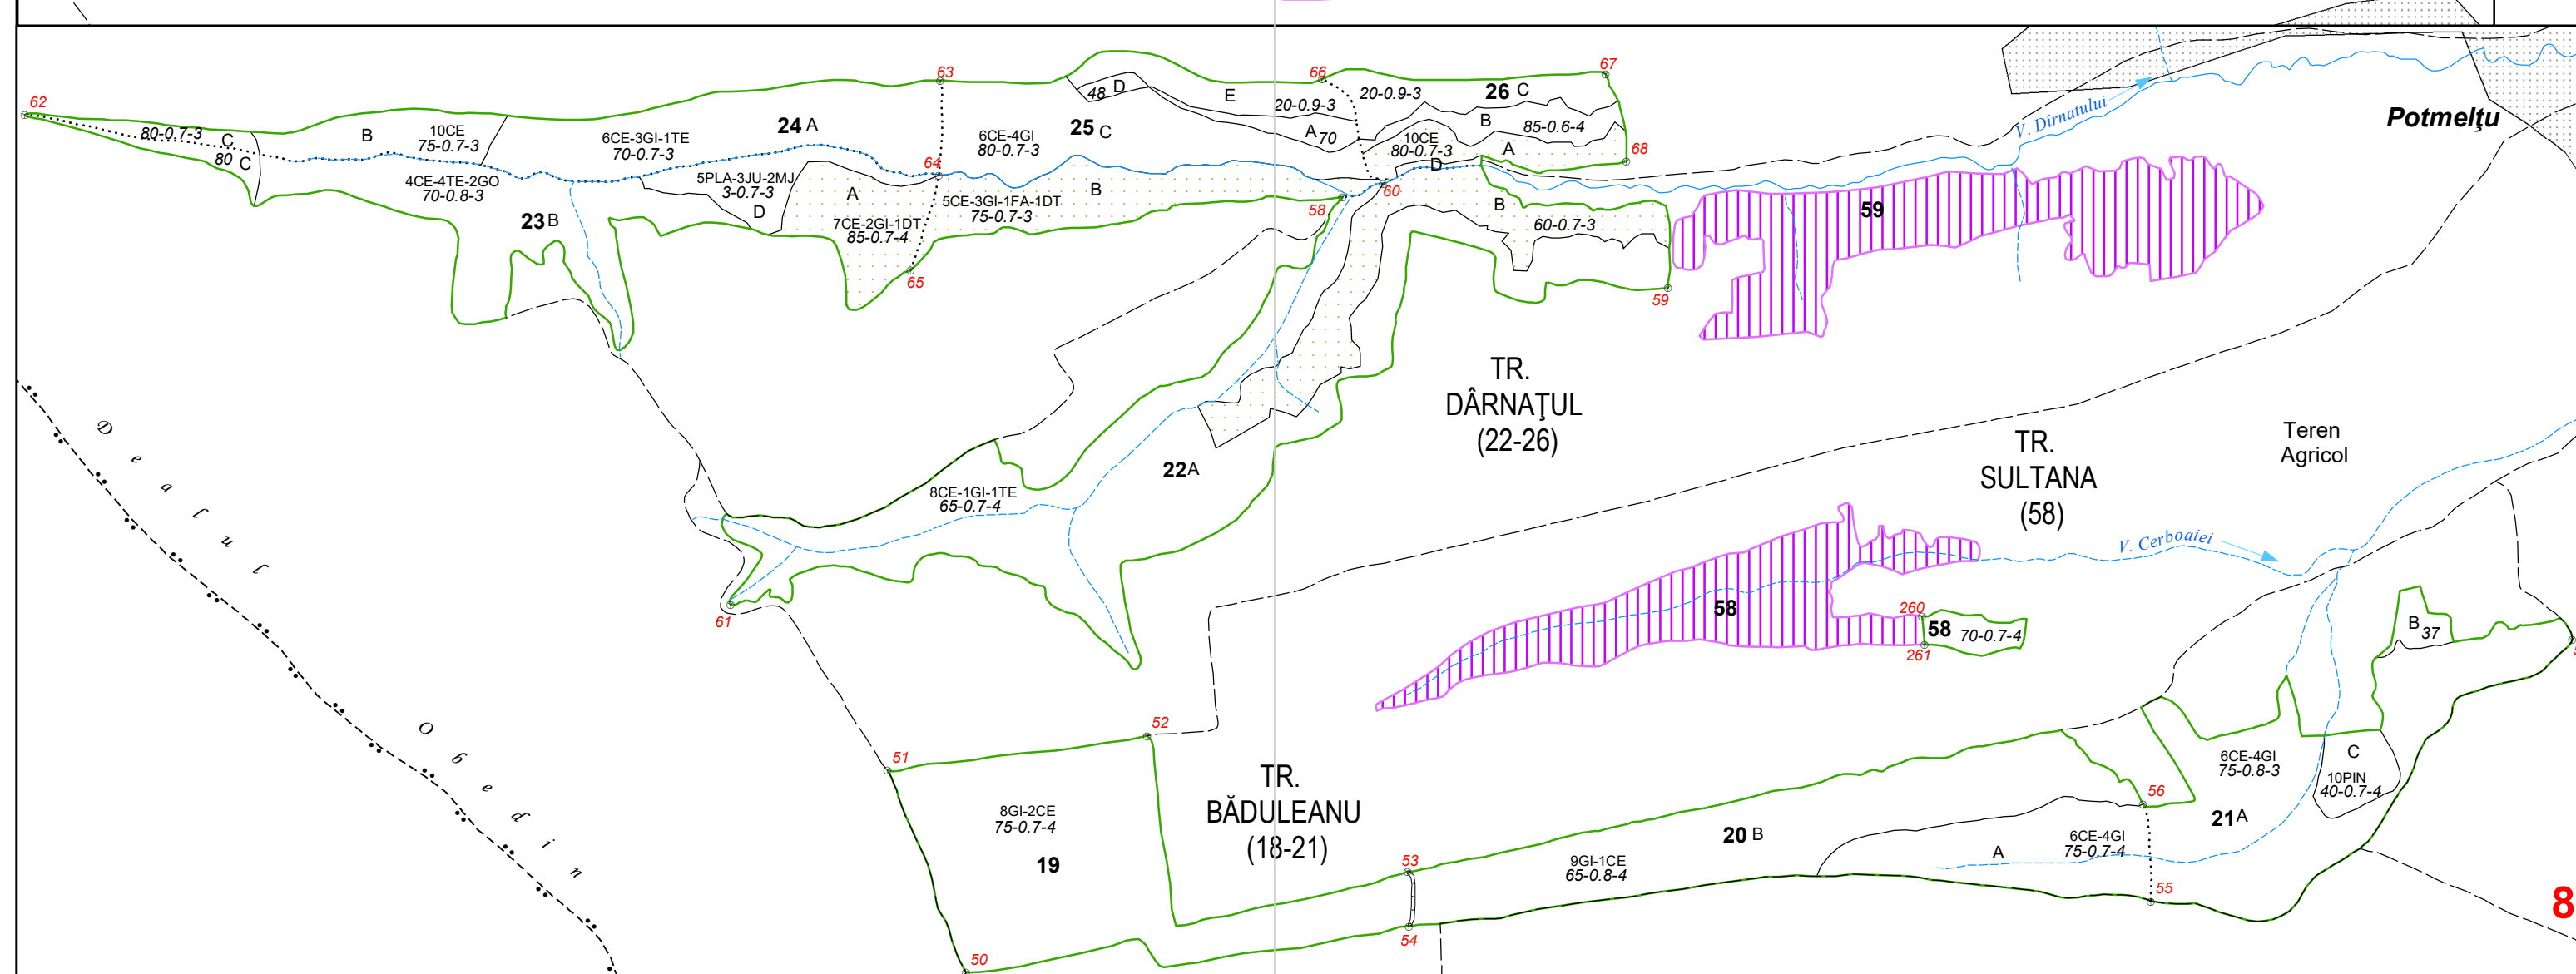 62
63
66
67
80-0.7-3
C
80
C
B
10CE
75-0.7-3
6CE-3GI-1TE
70-0.7-3
24 A
64
6CE-4GI
80-0.7-3
25 C
48 D
E
20-0.9-3
A 70
20-0.9-3
26 C
B
85-0.6-4
10CE
80-0.7-3
A
D
68
V. Dîrnatului
Potmelţu
4CE-4TE-2GO
70-0.8-3
23 B
5PLA-3JU-2MJ
3-0.7-3
D
A
7CE-2GI-1DT
85-0.7-4
65
5CE-3GI-1FA-1DT
75-0.7-3
B
58
60
B
60-0.7-3
59
59
TR.
DÂRNAŢUL
(22-26)
TR.
SULTANA
(58)
Teren
Agricol
Dealul
Obedin
22 A
8CE-1GI-1TE
65-0.7-4
61
V. Cerboaiei
58
260
58 70-0.7-4
261
B 37
51
52
8GI-2CE
75-0.7-4
19
TR.
BĂDULEANU
(18-21)
50
53
54
9GI-1CE
65-0.8-4
20 B
A
6CE-4GI
75-0.7-4
56
55
6CE-4GI
75-0.8-3
21 A
C
10PIN
40-0.7-4
8